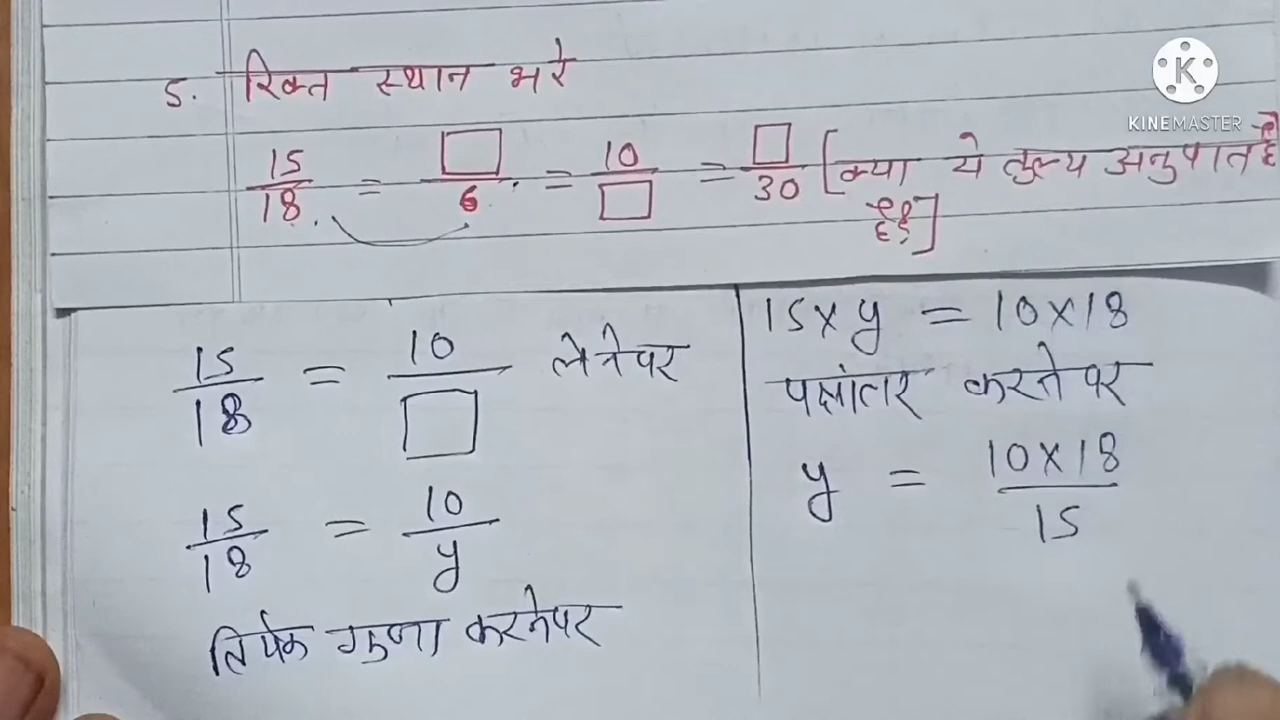 5. रिक्त स्थान भरे
15/18 = □/6 = 10/□ = □/30 [क्या ये तुल्य अनुपात है
है]
KINEMASTER
15/18 = 10/□ लेनेपर
15/18 = 10/y
तिर्यक गुणा करनेपर
15×y = 10×18
पक्षांतर करनेपर
y = 10×18/15